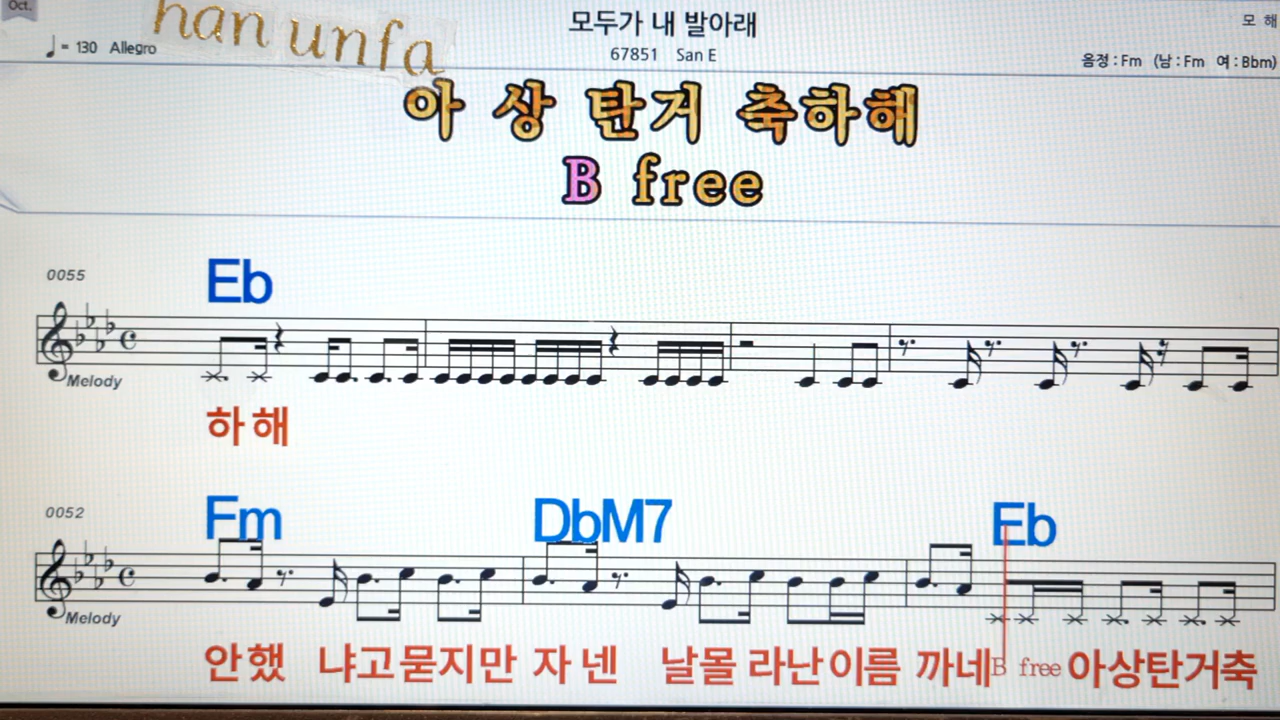 Oct.
han unfa
모두가 내 발아래
모 해
♩= 130 Allegro
67851 San E
음정 : Fm (남 : Fm 여 : Bbm)
아 상 탄거 축하해
B free
0055
Eb
Melody
하 해
0052
Fm DbM7 Eb
Melody
안했 냐고묻지만 자 넨 날몰 라난이름 까네B free 아상탄거축